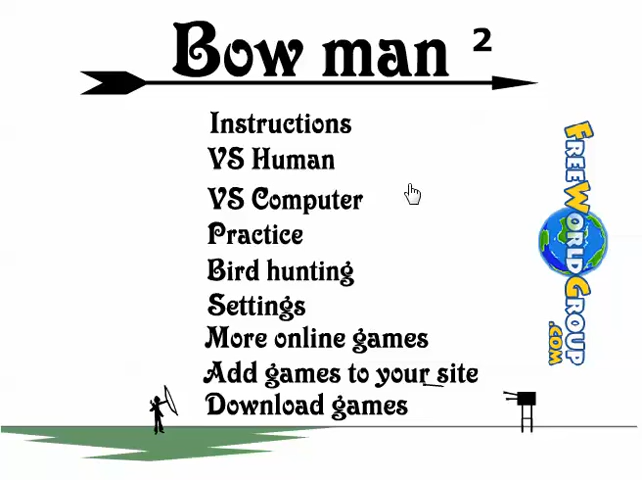 Bow man 2
Instructions
VS Human
VS Computer
Practice
Bird hunting
Settings
More online games
Add games to your site
Download games
FREEWORLDGROUP.COM